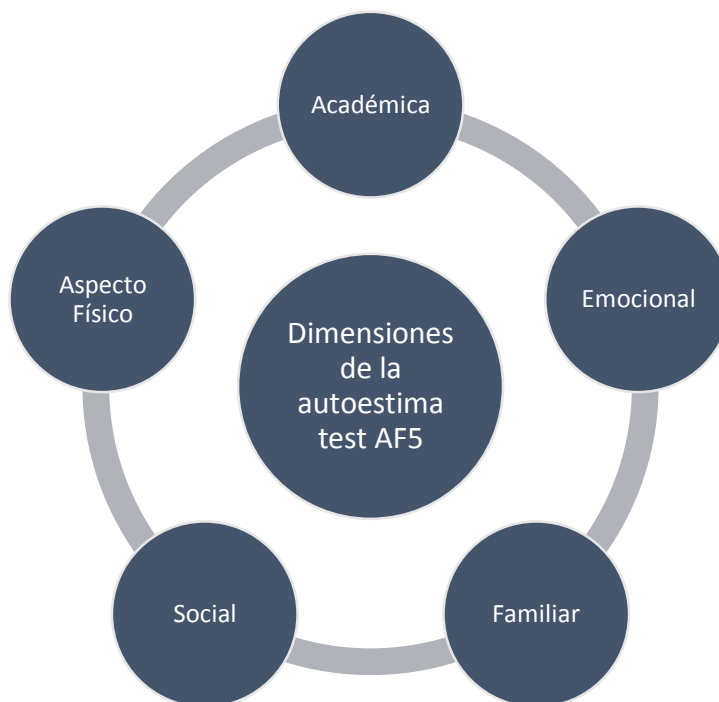 Académica
Emocional
Familiar
Social
Aspecto
Físico
Dimensiones
de la
autoestima
test AF5